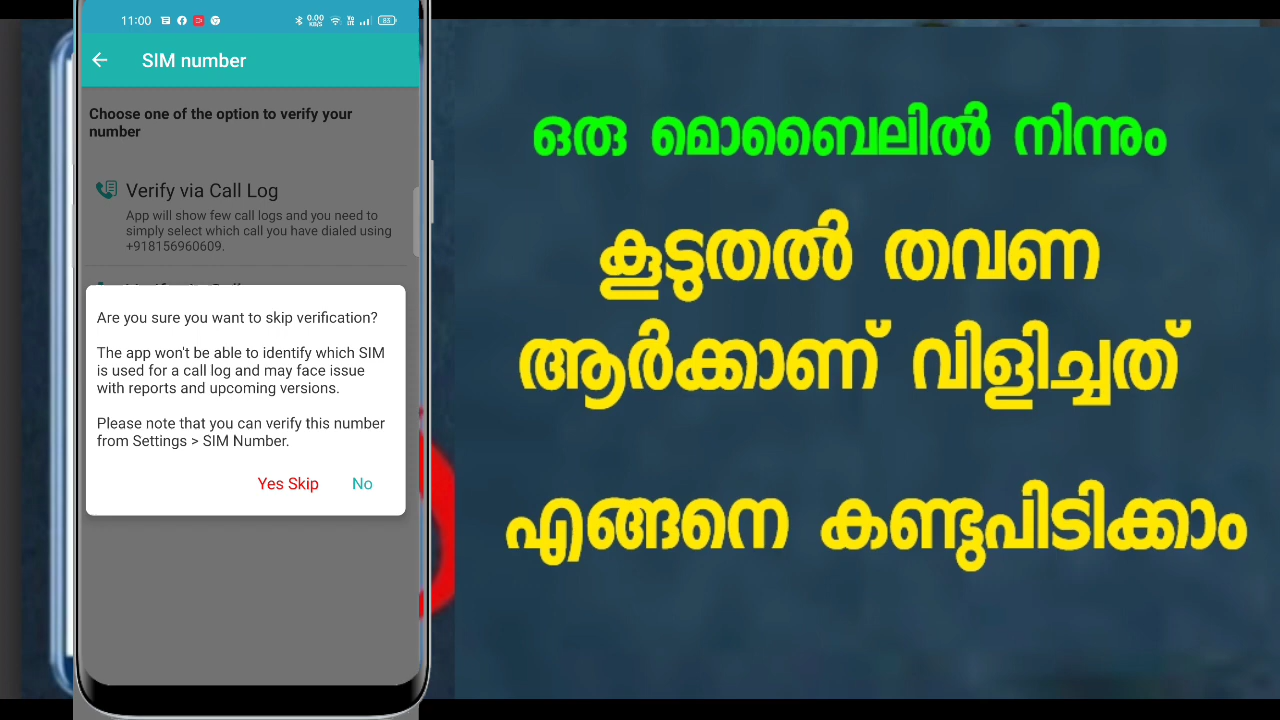 11:00
0.00
KB/S
63
SIM number
Choose one of the option to verify your
number
Verify via Call Log
App will show few call logs and you need to
simply select which call you have dialed using
+918156960609.
Are you sure you want to skip verification?
The app won't be able to identify which SIM
is used for a call log and may face issue
with reports and upcoming versions.
Please note that you can verify this number
from Settings > SIM Number.
Yes Skip No
ഒരു മൊബൈലിൽ നിന്നും
കൂടുതൽ തവണ
ആർക്കാണ് വിളിച്ചത്
എങ്ങനെ കണ്ടുപിടിക്കാം